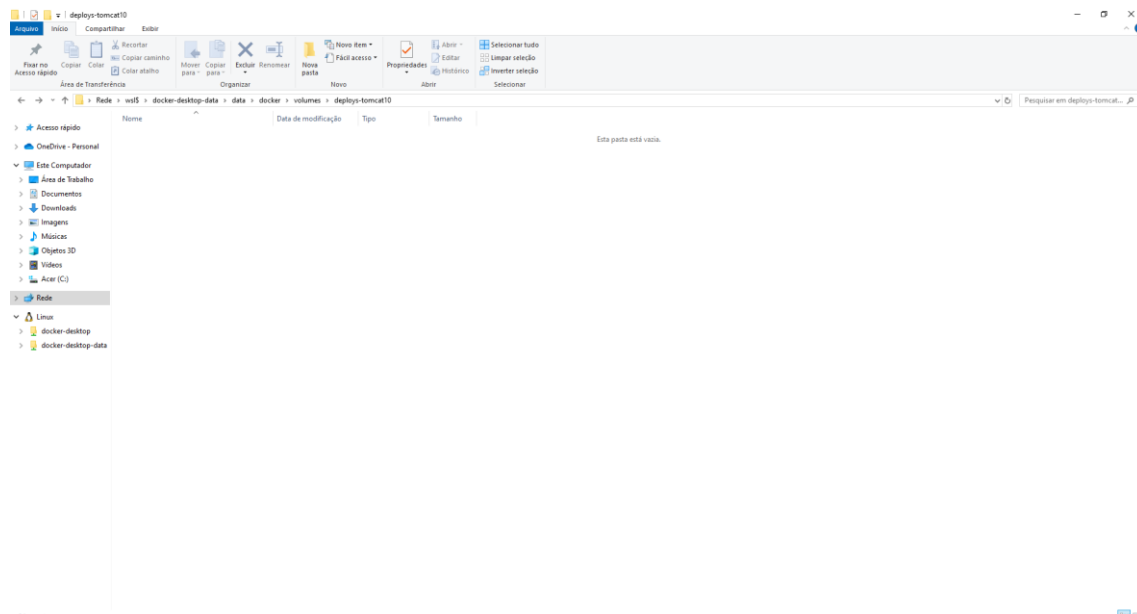 deploys-tomcat10
Arquivo Início Compartilhar Exibir
Fixar no Acesso rápido
Copiar
Colar
Recortar
Copiar caminho
Colar atalho
Área de Transferência
Mover para
Copiar para
Excluir
Renomear
Organizar
Nova pasta
Novo item
Fácil acesso
Novo
Propriedades
Abrir
Editar
Histórico
Abrir
Selecionar tudo
Limpar seleção
Inverter seleção
Selecionar
Rede > wsl$ > docker-desktop-data > data > docker > volumes > deploys-tomcat10
Pesquisar em deploys-tomcat...
Nome Data de modificação Tipo Tamanho
Esta pasta está vazia.
Acesso rápido
OneDrive - Personal
Este Computador
Área de Trabalho
Documentos
Downloads
Imagens
Músicas
Objetos 3D
Vídeos
Acer (C:)
Rede
Linux
docker-desktop
docker-desktop-data